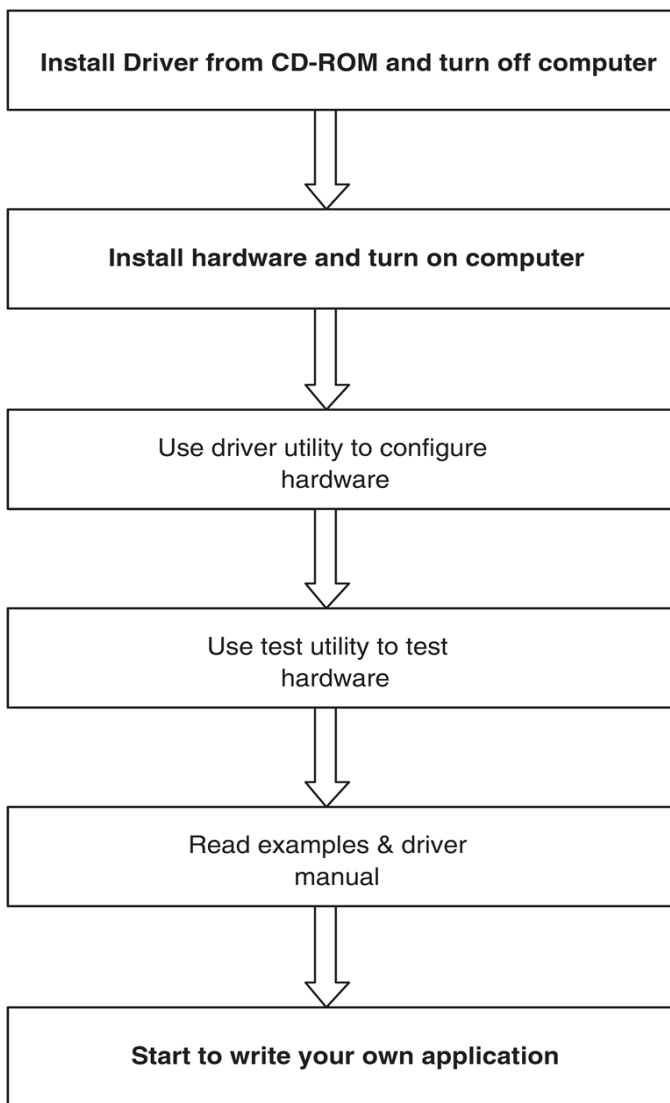 Install Driver from CD-ROM and turn off computer
Install hardware and turn on computer
Use driver utility to configure
hardware
Use test utility to test
hardware
Read examples & driver
manual
Start to write your own application